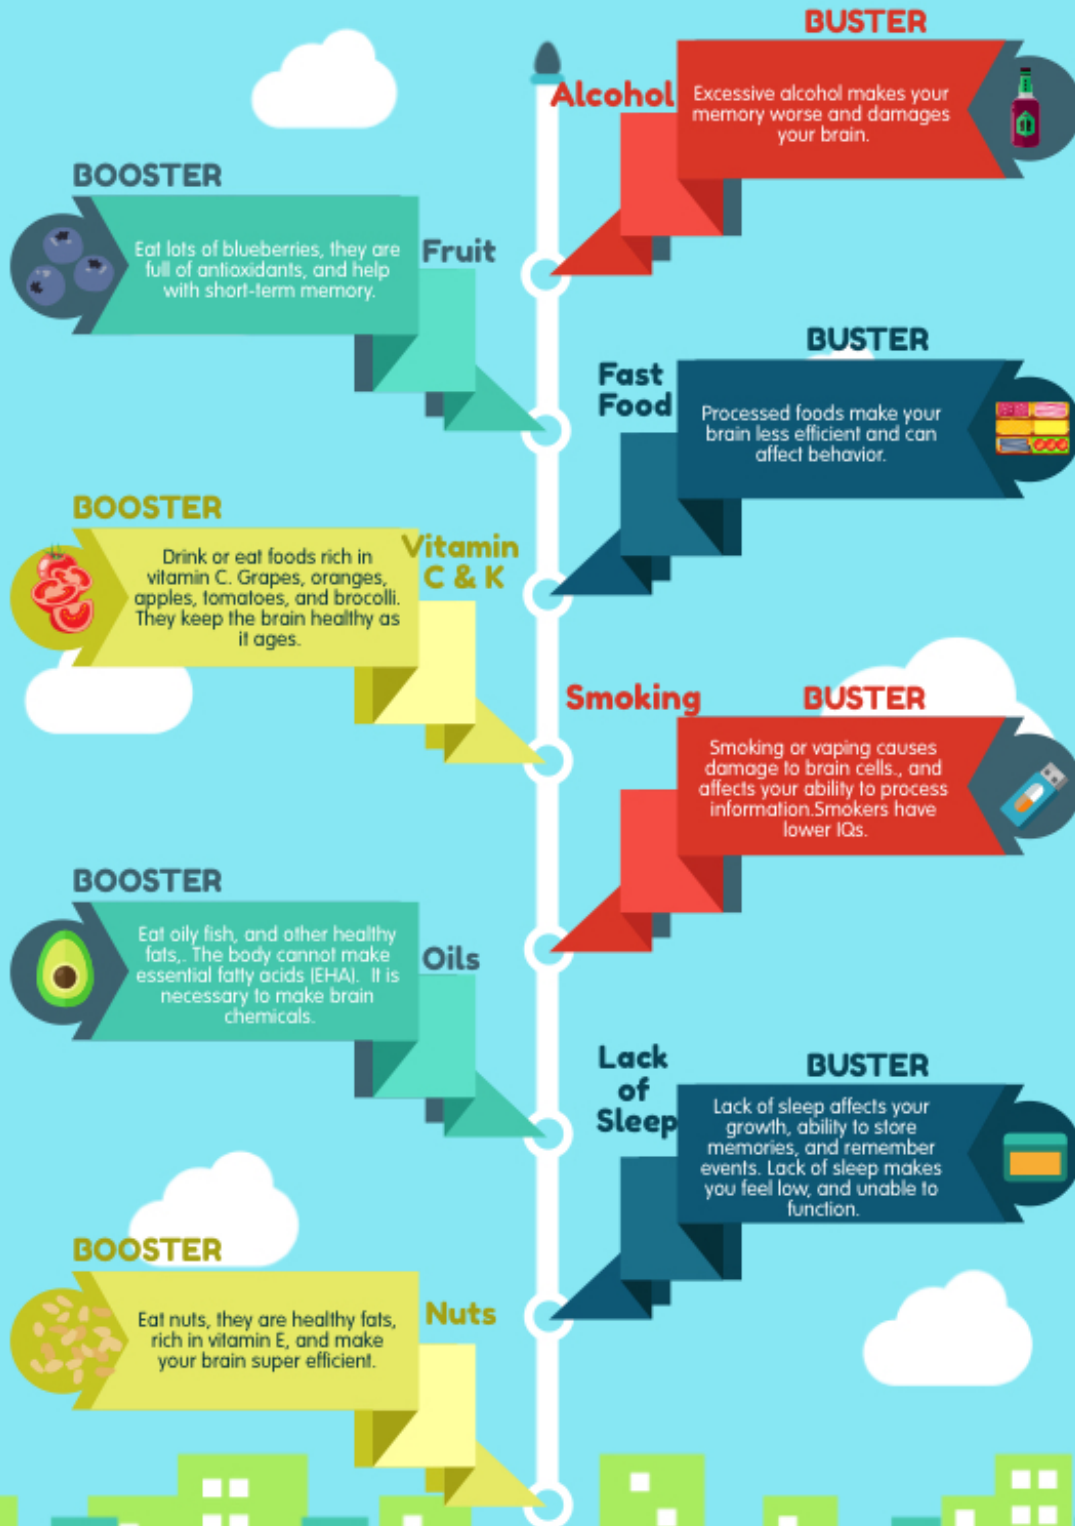 BUSTER
Alcohol
Excessive alcohol makes your
memory worse and damages
your brain.
BOOSTER
Fruit
Eat lots of blueberries, they are
full of antioxidants, and help
with short-term memory.
BUSTER
Fast
Food
Processed foods make your
brain less efficient and can
affect behavior.
BOOSTER
Vitamin
C & K
Drink or eat foods rich in
vitamin C. Grapes, oranges,
apples, tomatoes, and brocolli.
They keep the brain healthy as
it ages.
Smoking
BUSTER
Smoking or vaping causes
damage to brain cells., and
affects your ability to process
information.Smokers have
lower IQs.
BOOSTER
Oils
Eat oily fish, and other healthy
fats,. The body cannot make
essential fatty acids (EHA). It is
necessary to make brain
chemicals.
Lack
of
Sleep
BUSTER
Lack of sleep affects your
growth, ability to store
memories, and remember
events. Lack of sleep makes
you feel low, and unable to
function.
BOOSTER
Nuts
Eat nuts, they are healthy fats,
rich in vitamin E, and make
your brain super efficient.